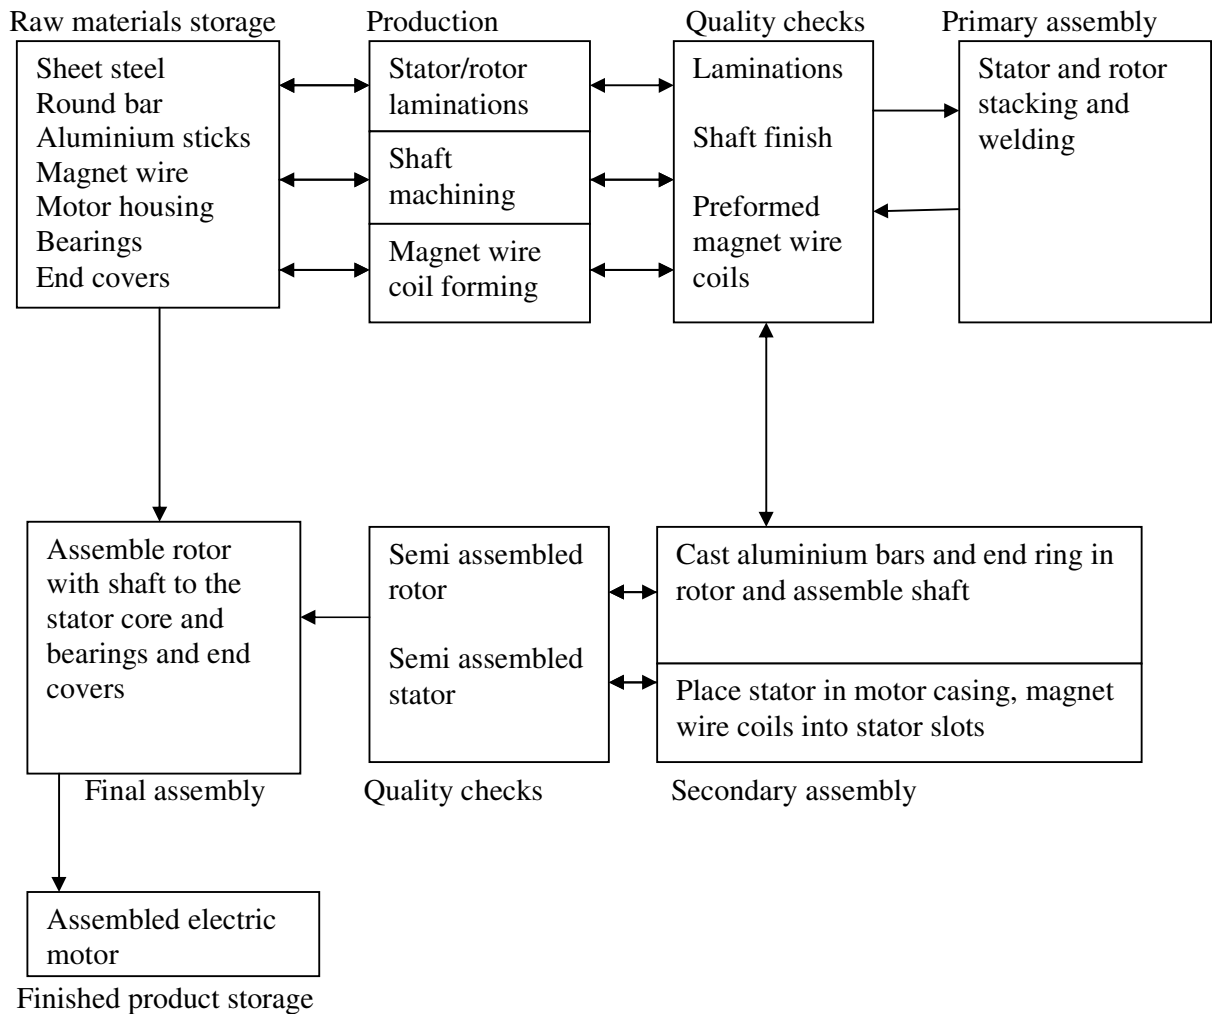 Raw materials storage
Sheet steel
Round bar
Aluminium sticks
Magnet wire
Motor housing
Bearings
End covers
Production
Stator/rotor
laminations
Shaft
machining
Magnet wire
coil forming
Quality checks
Laminations
Shaft finish
Preformed
magnet wire
coils
Primary assembly
Stator and rotor
stacking and
welding
Assemble rotor
with shaft to the
stator core and
bearings and end
covers
Final assembly
Semi assembled
rotor
Semi assembled
stator
Quality checks
Cast aluminium bars and end ring in
rotor and assemble shaft
Place stator in motor casing, magnet
wire coils into stator slots
Secondary assembly
Assembled electric
motor
Finished product storage